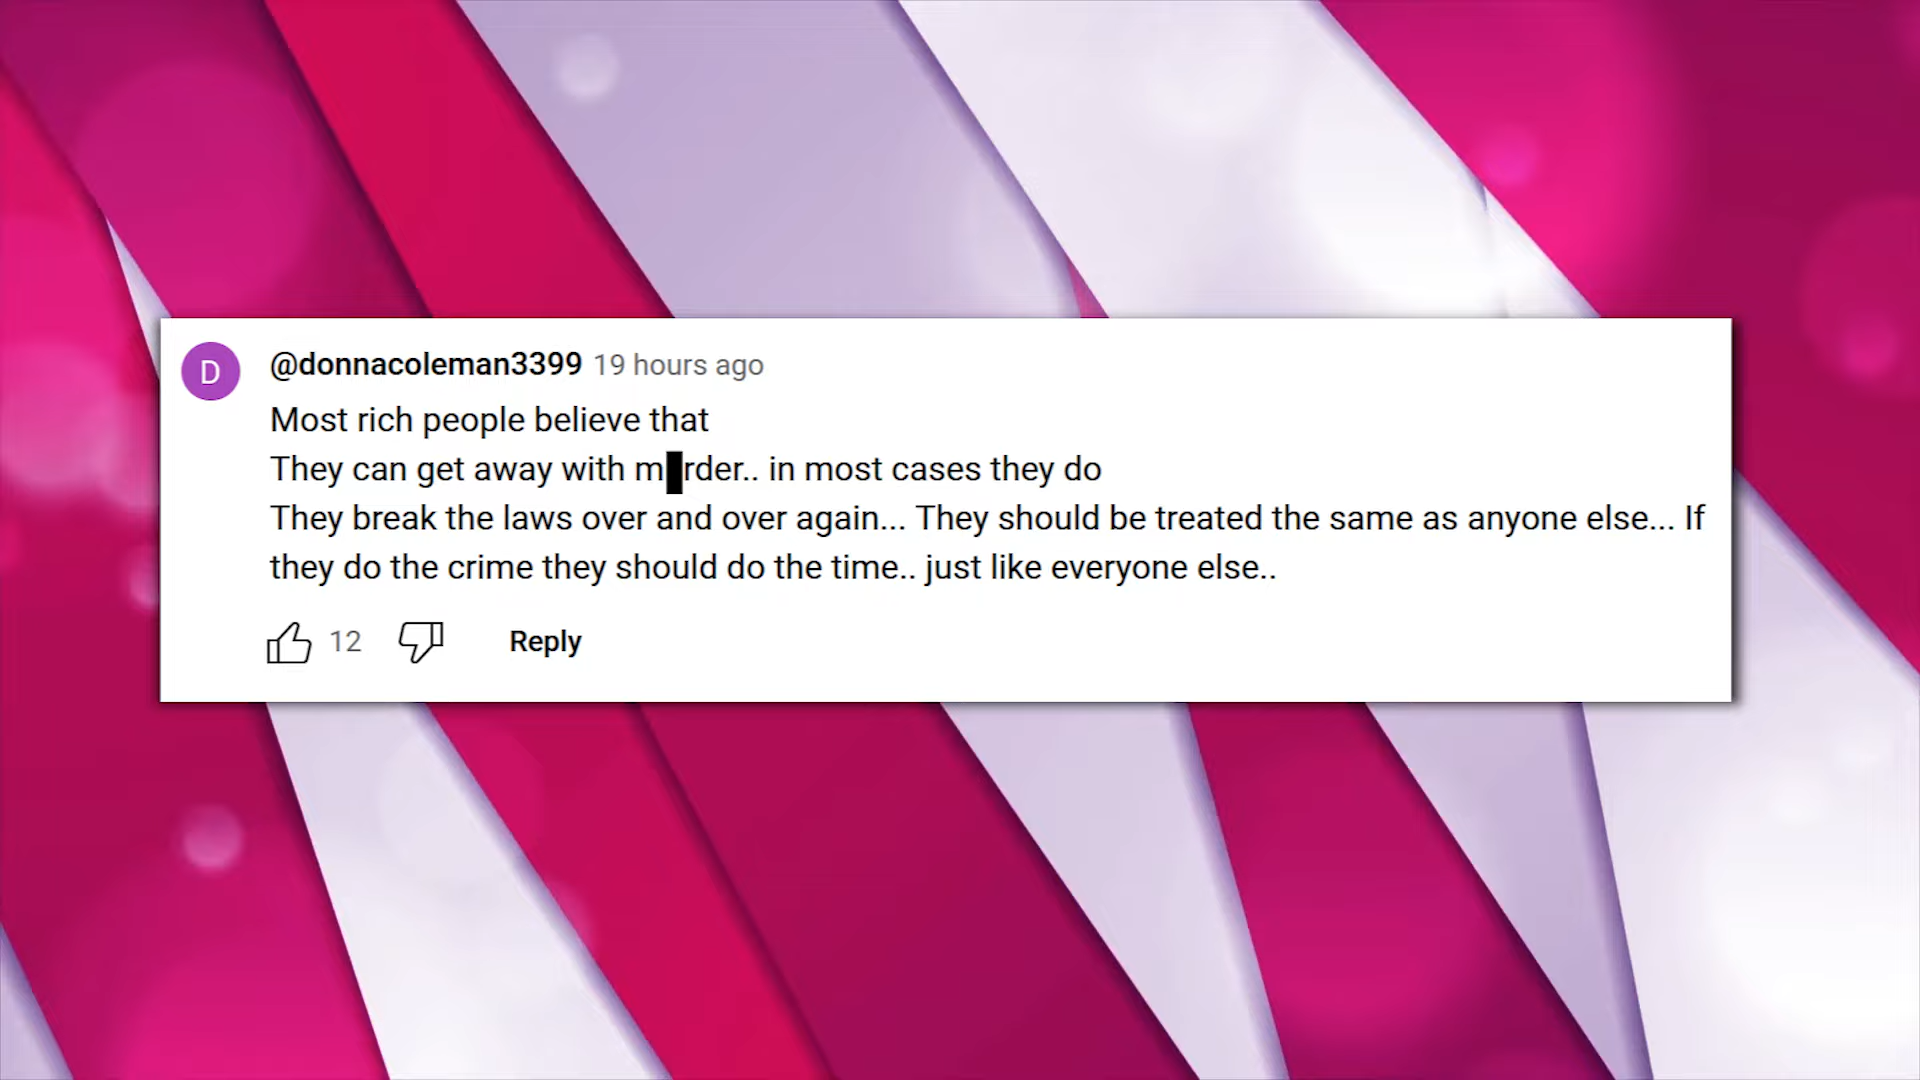 D
@donnacoleman3399 19 hours ago
Most rich people believe that
They can get away with m█rder.. in most cases they do
They break the laws over and over again... They should be treated the same as anyone else... If
they do the crime they should do the time.. just like everyone else..
12 Reply